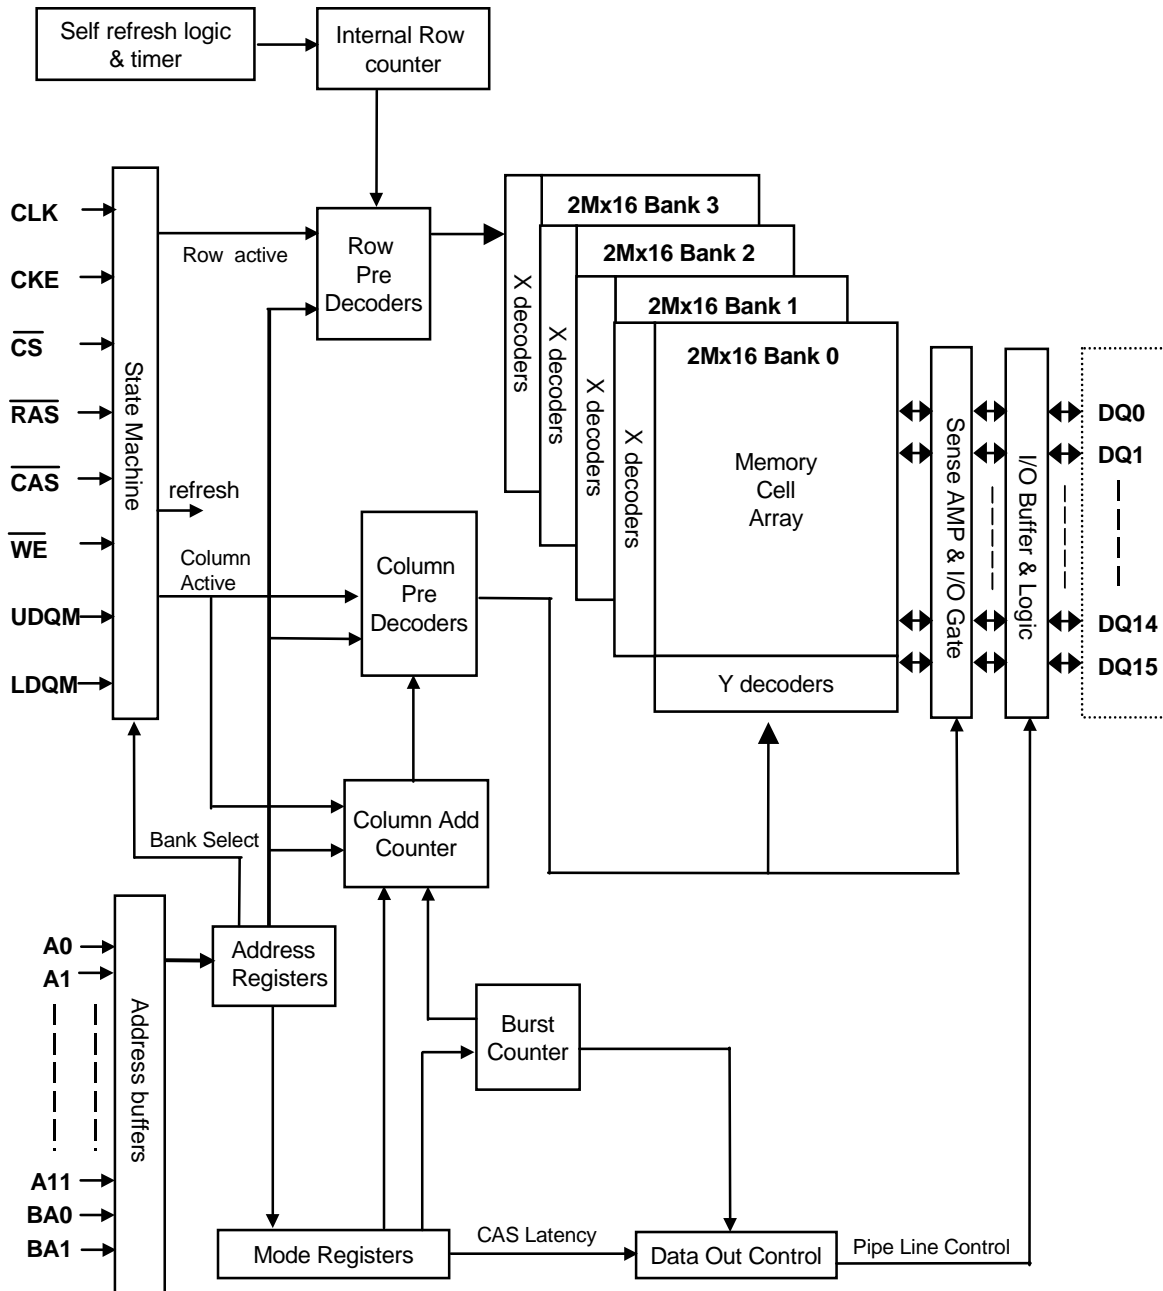 Self refresh logic
& timer
Internal Row
counter
CLK
CKE
CS
RAS
CAS
WE
UDQM
LDQM
State Machine
Row active
refresh
Column
Active
Bank Select
Row
Pre
Decoders
Column
Pre
Decoders
Column Add
Counter
X decoders
X decoders
X decoders
X decoders
2Mx16 Bank 3
2Mx16 Bank 2
2Mx16 Bank 1
2Mx16 Bank 0
Memory
Cell
Array
Y decoders
Sense AMP & I/O Gate
I/O Buffer & Logic
DQ0
DQ1
DQ14
DQ15
A0
A1
A11
BA0
BA1
Address buffers
Address
Registers
Burst
Counter
Mode Registers
CAS Latency
Data Out Control
Pipe Line Control